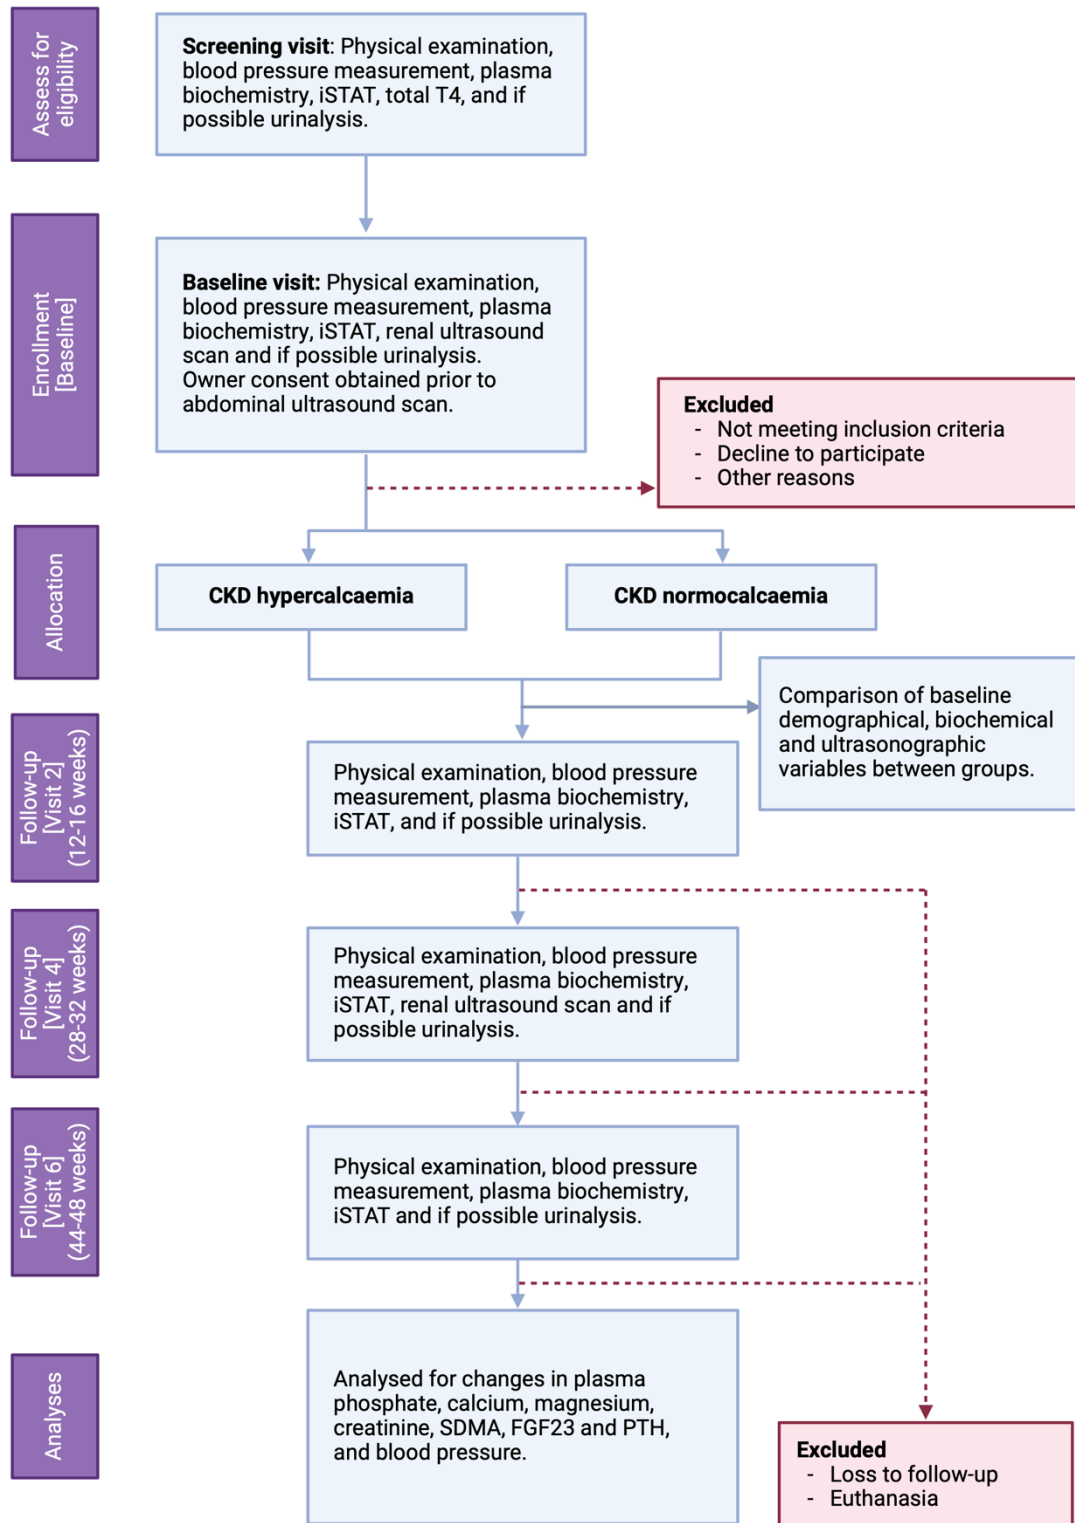 Assess for
eligibility
Screening visit: Physical examination,
blood pressure measurement, plasma
biochemistry, iSTAT, total T4, and if
possible urinalysis.
Enrollment
[Baseline]
Baseline visit: Physical examination,
blood pressure measurement, plasma
biochemistry, iSTAT, renal ultrasound
scan and if possible urinalysis.
Owner consent obtained prior to
abdominal ultrasound scan.
Excluded
- Not meeting inclusion criteria
- Decline to participate
- Other reasons
Allocation
CKD hypercalcaemia
CKD normocalcaemia
Comparison of baseline
demographical, biochemical
and ultrasonographic
variables between groups.
Follow-up
[Visit 2]
(12-16 weeks)
Physical examination, blood pressure
measurement, plasma biochemistry,
iSTAT, and if possible urinalysis.
Follow-up
[Visit 4]
(28-32 weeks)
Physical examination, blood pressure
measurement, plasma biochemistry,
iSTAT, renal ultrasound scan and if
possible urinalysis.
Follow-up
[Visit 6]
(44-48 weeks)
Physical examination, blood pressure
measurement, plasma biochemistry,
iSTAT and if possible urinalysis.
Analyses
Analysed for changes in plasma
phosphate, calcium, magnesium,
creatinine, SDMA, FGF23 and PTH,
and blood pressure.
Excluded
- Loss to follow-up
- Euthanasia